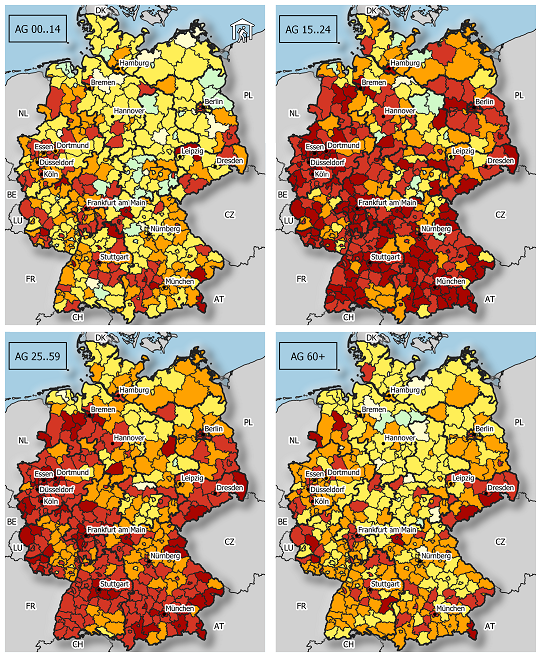 AG 00..14
DK
Hamburg
Bremen
PL
NL
Hannover
Berlin
Essen Dortmund
Düsseldorf
Köln
Leipzig
Dresden
BE
LU
Frankfurt am Main
CZ
Nürnberg
FR
Stuttgart
München
AT
CH
AG 15..24
DK
Hamburg
Bremen
PL
NL
Hannover
Berlin
Essen Dortmund
Düsseldorf
Köln
Leipzig
Dresden
BE
LU
Frankfurt am Main
CZ
Nürnberg
FR
Stuttgart
München
AT
CH
AG 25..59
DK
Hamburg
Bremen
PL
NL
Hannover
Berlin
Essen Dortmund
Düsseldorf
Köln
Leipzig
Dresden
BE
LU
Frankfurt am Main
CZ
Nürnberg
FR
Stuttgart
München
AT
CH
AG 60+
DK
Hamburg
Bremen
PL
NL
Hannover
Berlin
Essen Dortmund
Düsseldorf
Köln
Leipzig
Dresden
BE
LU
Frankfurt am Main
CZ
Nürnberg
FR
Stuttgart
München
AT
CH